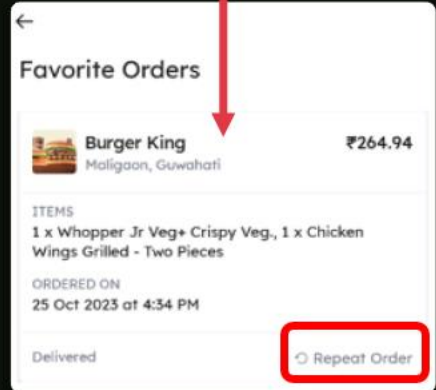 Favorite Orders
Burger King
₹264.94
Maligaon, Guwahati
ITEMS
1 x Whopper Jr Veg+ Crispy Veg., 1 x Chicken
Wings Grilled - Two Pieces
ORDERED ON
25 Oct 2023 at 4:34 PM
Delivered
Repeat Order